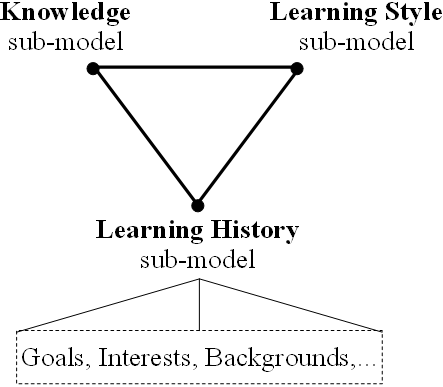 Knowledge
sub-model
Learning Style
sub-model
Learning History
sub-model
Goals, Interests, Backgrounds,...